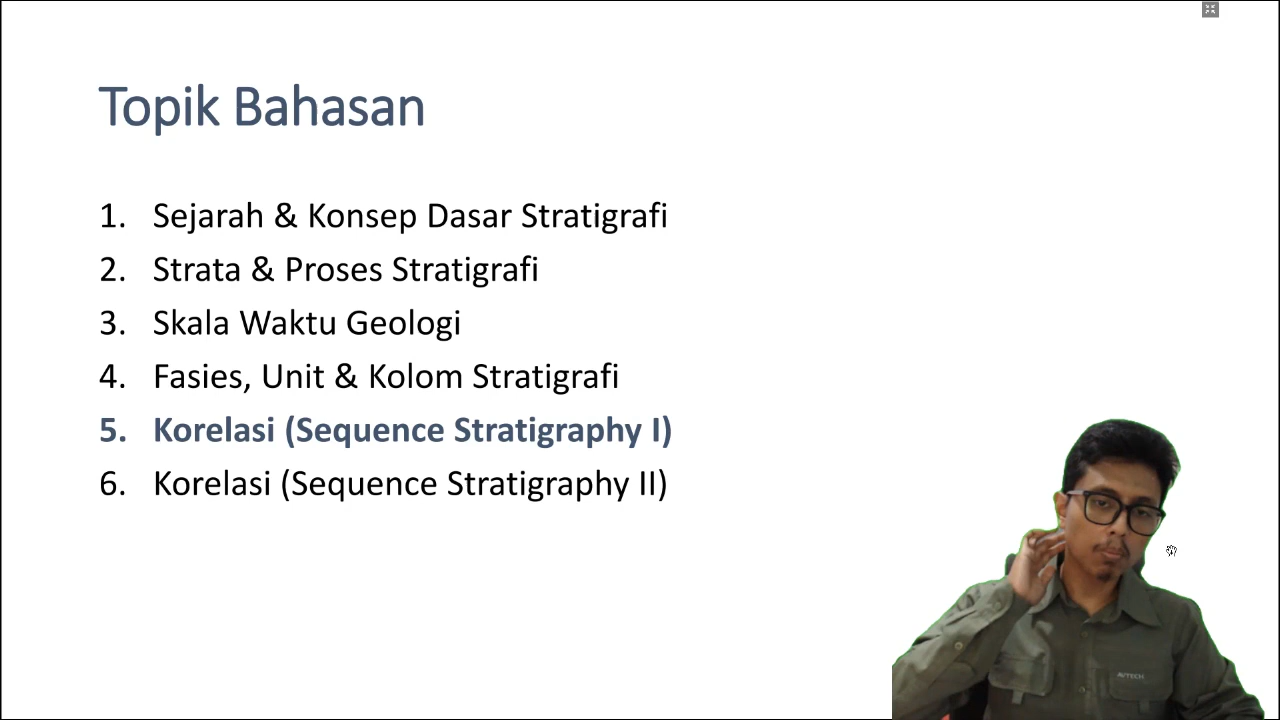 Topik Bahasan
1. Sejarah & Konsep Dasar Stratigrafi
2. Strata & Proses Stratigrafi
3. Skala Waktu Geologi
4. Fasies, Unit & Kolom Stratigrafi
5. Korelasi (Sequence Stratigraphy I)
6. Korelasi (Sequence Stratigraphy II)
AVTECH